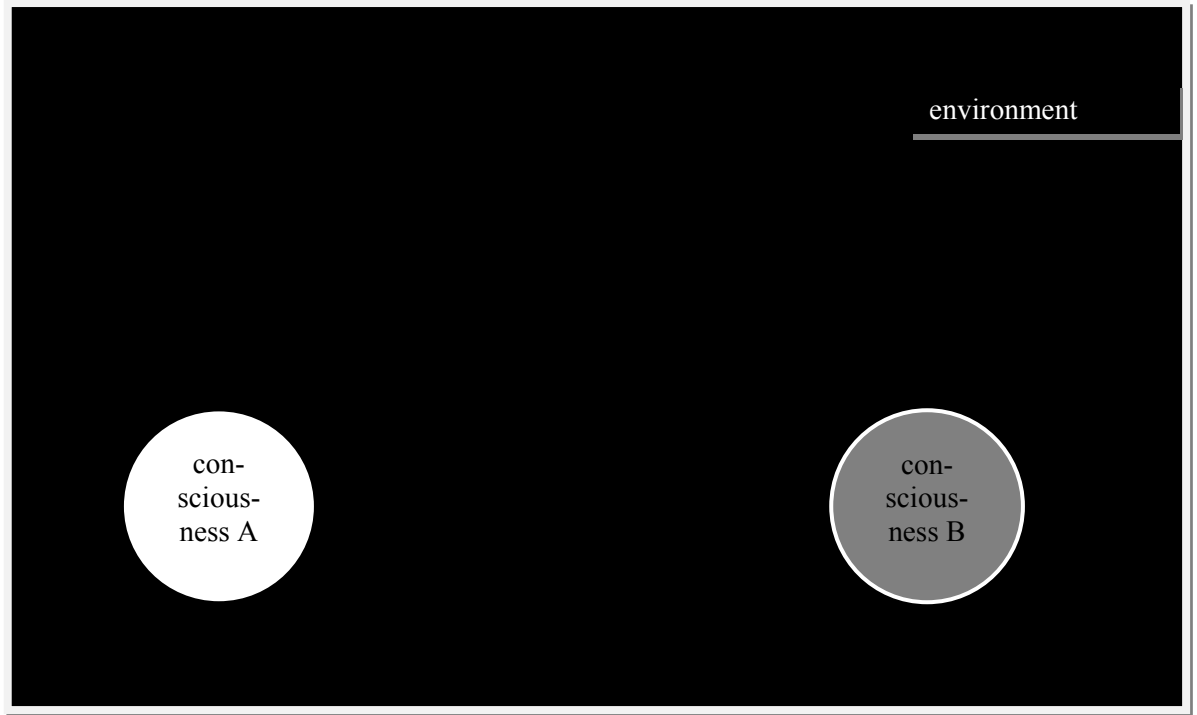 environment
con-
scious-
ness A
con-
scious-
ness B